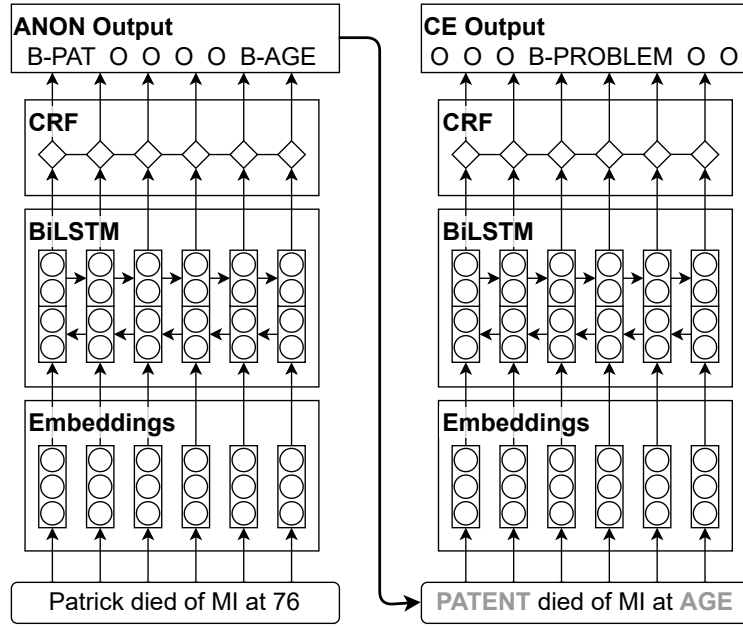 ANON Output
B-PAT O O O O B-AGE
CRF
BiLSTM
Embeddings
Patrick died of MI at 76
CE Output
O O O B-PROBLEM O O
CRF
BiLSTM
Embeddings
PATENT died of MI at AGE